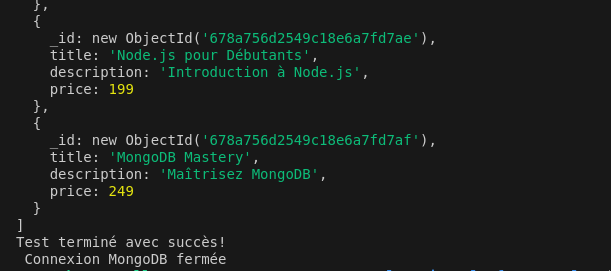 },
{
_id: new ObjectId('678a756d2549c18e6a7fd7ae'),
title: 'Node.js pour Débutants',
description: 'Introduction à Node.js',
price: 199
},
{
_id: new ObjectId('678a756d2549c18e6a7fd7af'),
title: 'MongoDB Mastery',
description: 'Maîtrisez MongoDB',
price: 249
}
]
Test terminé avec succès!
Connexion MongoDB fermée